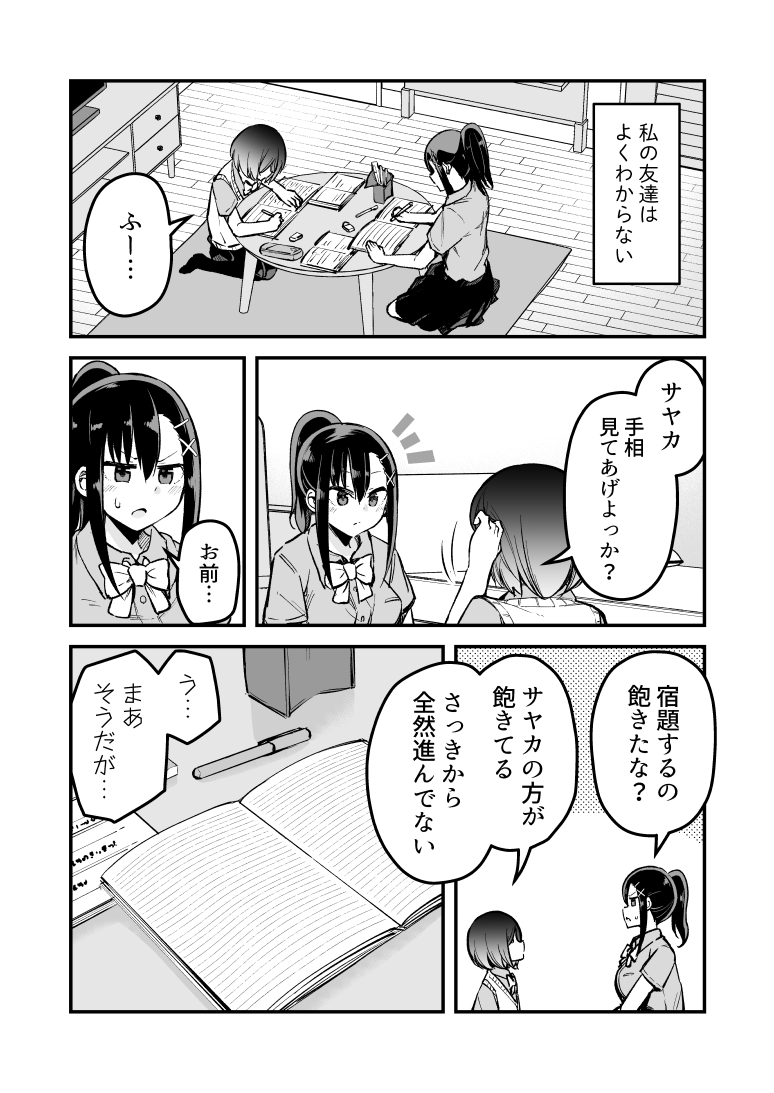 私の友達は
よくわからない
ふー…
サヤカ
手相
見てあげよっか？
お前…
宿題するの
飽きたな？
サヤカの方が
飽きてる
さっきから
全然進んでない
う…
まあ
そうだが…